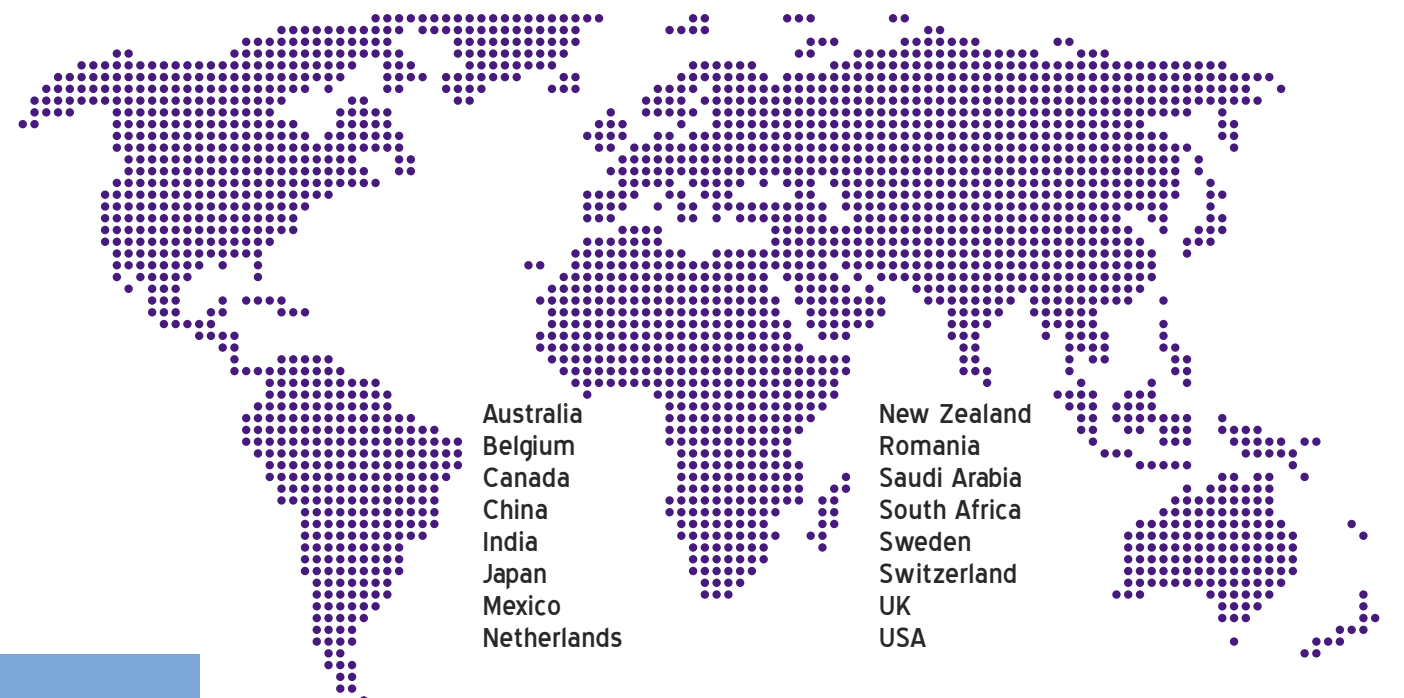 Australia
Belgium
Canada
China
India
Japan
Mexico
Netherlands
New Zealand
Romania
Saudi Arabia
South Africa
Sweden
Switzerland
UK
USA